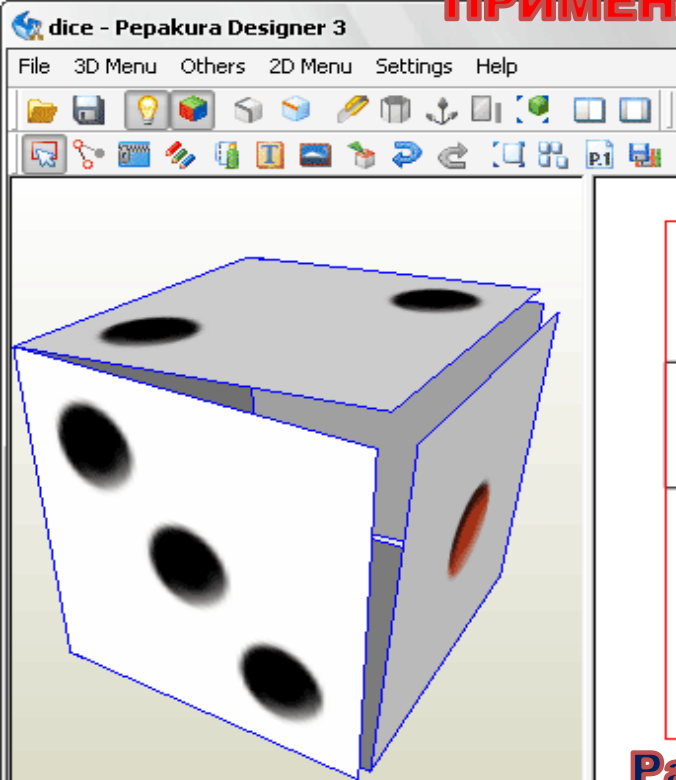 dice - Pepakura Designer 3
File 3D Menu Others 2D Menu Settings Help
T P.1